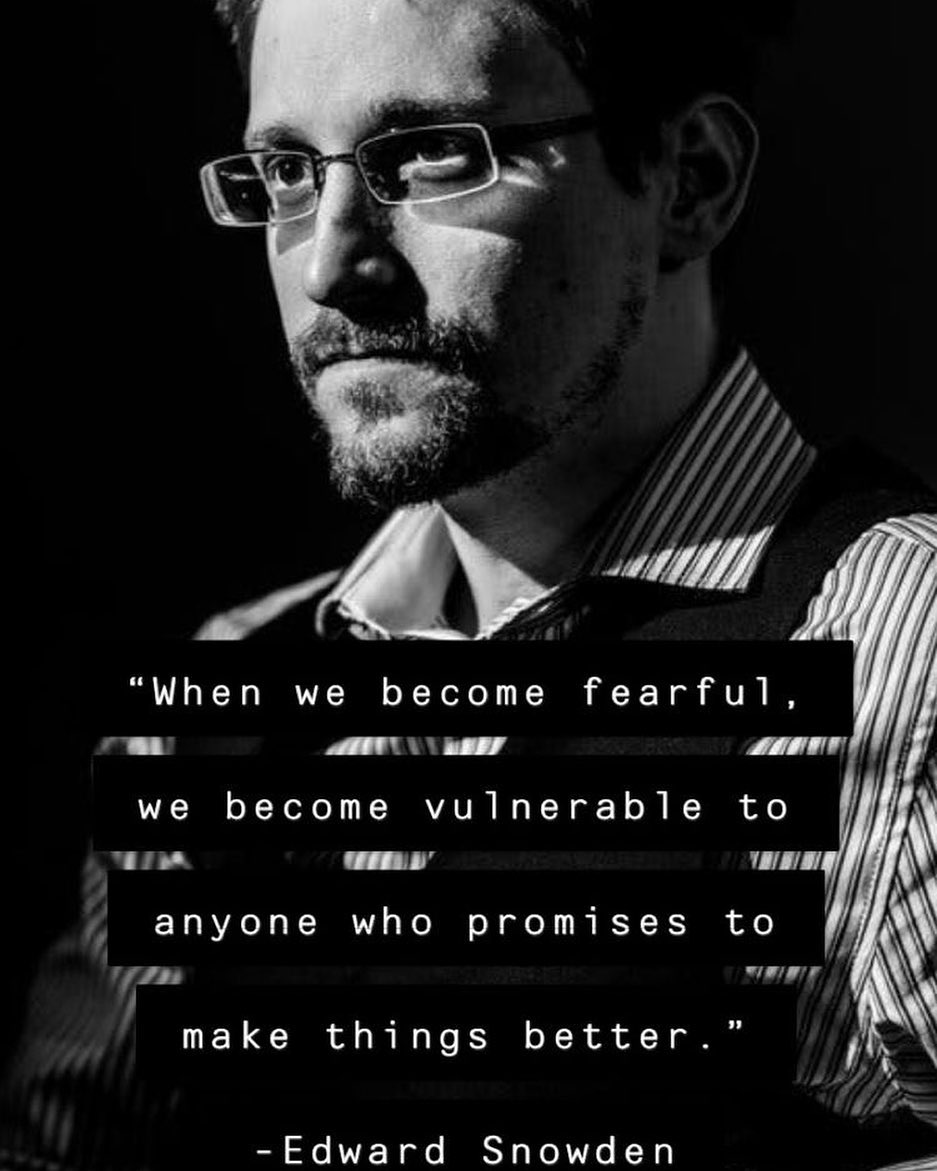 “When we become fearful,
we become vulnerable to
anyone who promises to
make things better.”
-Edward Snowden